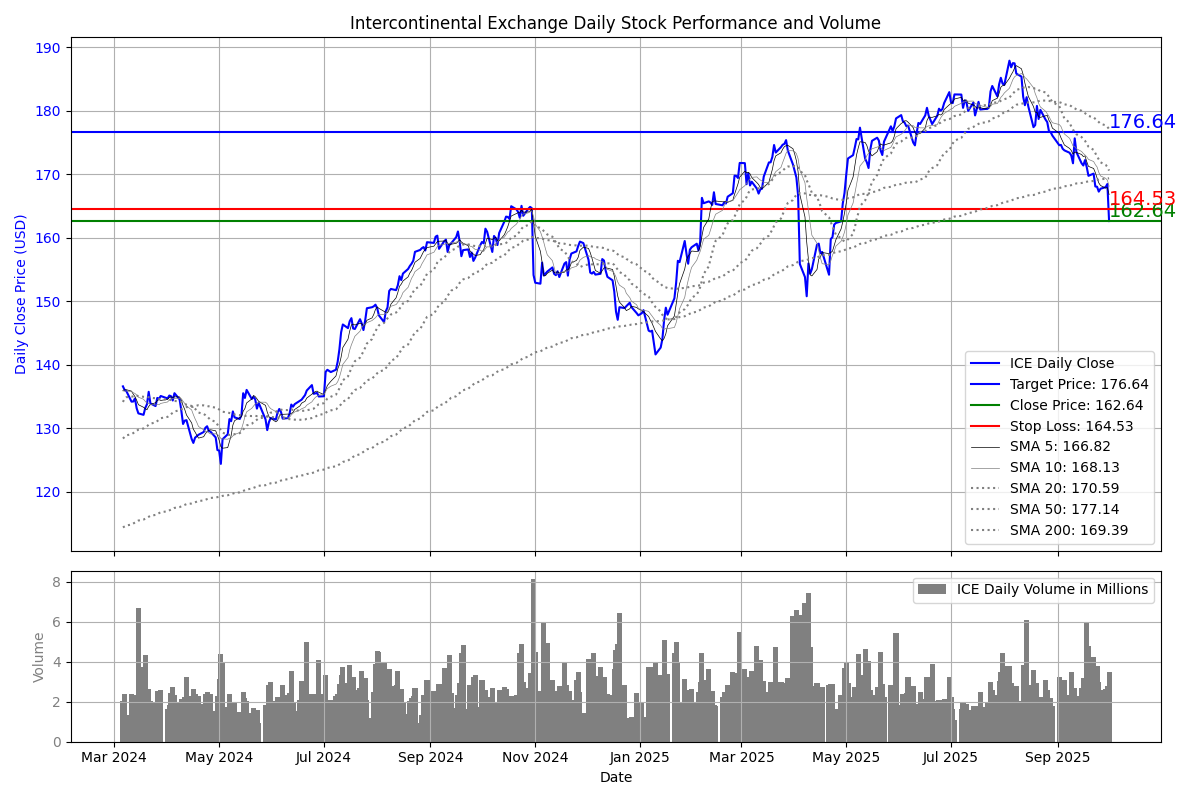 Intercontinental Exchange Daily Stock Performance and Volume
Daily Close Price (USD)
190
180
170
160
150
140
130
120
176.64
164.53
162.64
ICE Daily Close
Target Price: 176.64
Close Price: 162.64
Stop Loss: 164.53
SMA 5: 166.82
SMA 10: 168.13
SMA 20: 170.59
SMA 50: 177.14
SMA 200: 169.39
Volume
8
6
4
2
0
ICE Daily Volume in Millions
Mar 2024 May 2024 Jul 2024 Sep 2024 Nov 2024 Jan 2025 Mar 2025 May 2025 Jul 2025 Sep 2025
Date